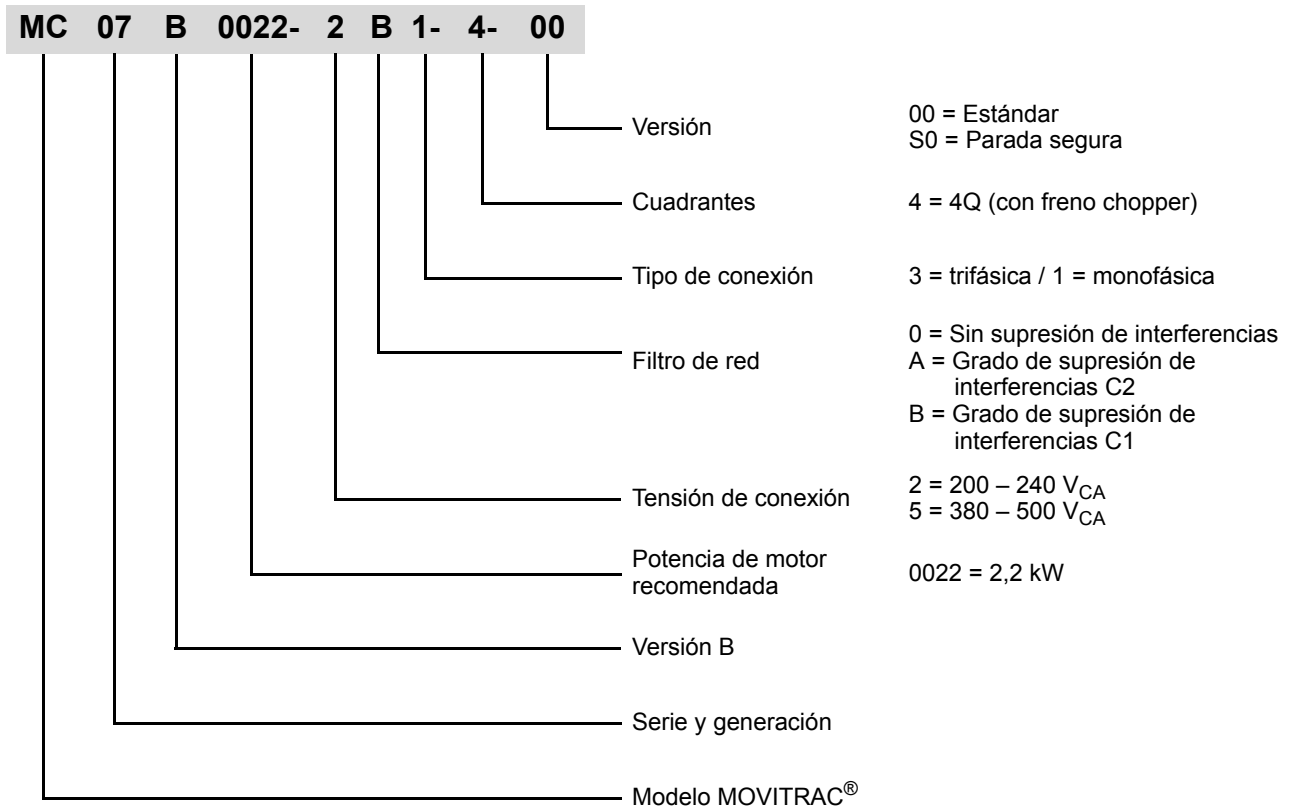 MC 07 B 0022- 2 B 1- 4- 00
Versión
00 = Estándar
S0 = Parada segura
Cuadrantes
4 = 4Q (con freno chopper)
Tipo de conexión
3 = trifásica / 1 = monofásica
Filtro de red
0 = Sin supresión de interferencias
A = Grado de supresión de
interferencias C2
B = Grado de supresión de
interferencias C1
Tensión de conexión
2 = 200 – 240 VCA
5 = 380 – 500 VCA
Potencia de motor
recomendada
0022 = 2,2 kW
Versión B
Serie y generación
Modelo MOVITRAC®